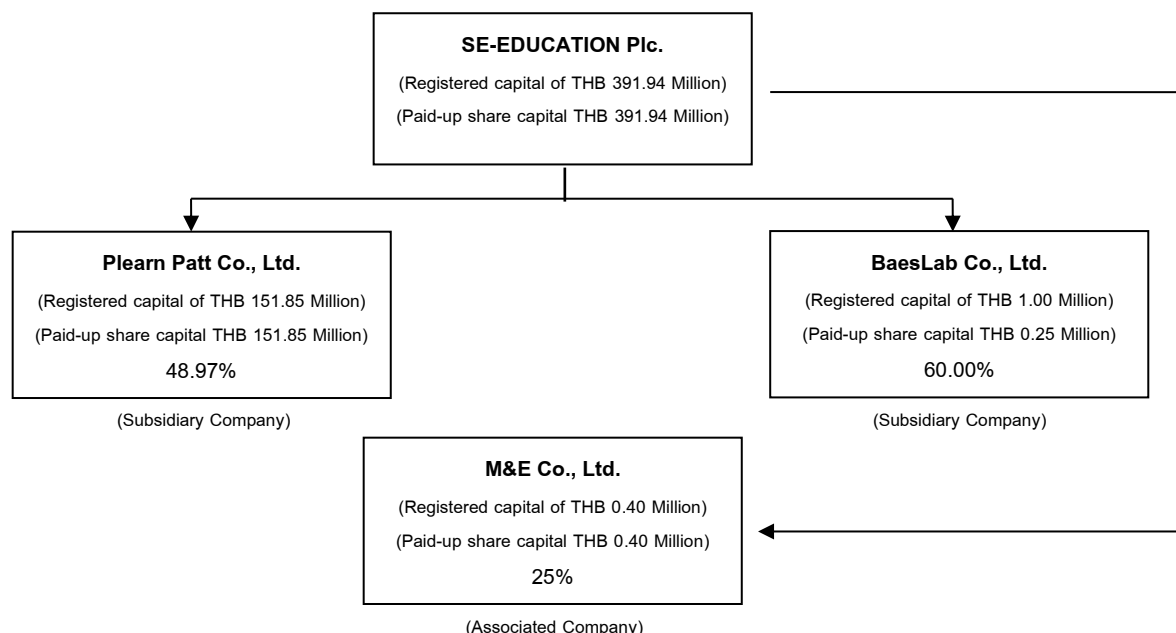 SE-EDUCATION Plc.
(Registered capital of THB 391.94 Million)
(Paid-up share capital THB 391.94 Million)
Plearn Patt Co., Ltd.
(Registered capital of THB 151.85 Million)
(Paid-up share capital THB 151.85 Million)
48.97%
(Subsidiary Company)
BaesLab Co., Ltd.
(Registered capital of THB 1.00 Million)
(Paid-up share capital THB 0.25 Million)
60.00%
(Subsidiary Company)
M&E Co., Ltd.
(Registered capital of THB 0.40 Million)
(Paid-up share capital THB 0.40 Million)
25%
(Associated Company)